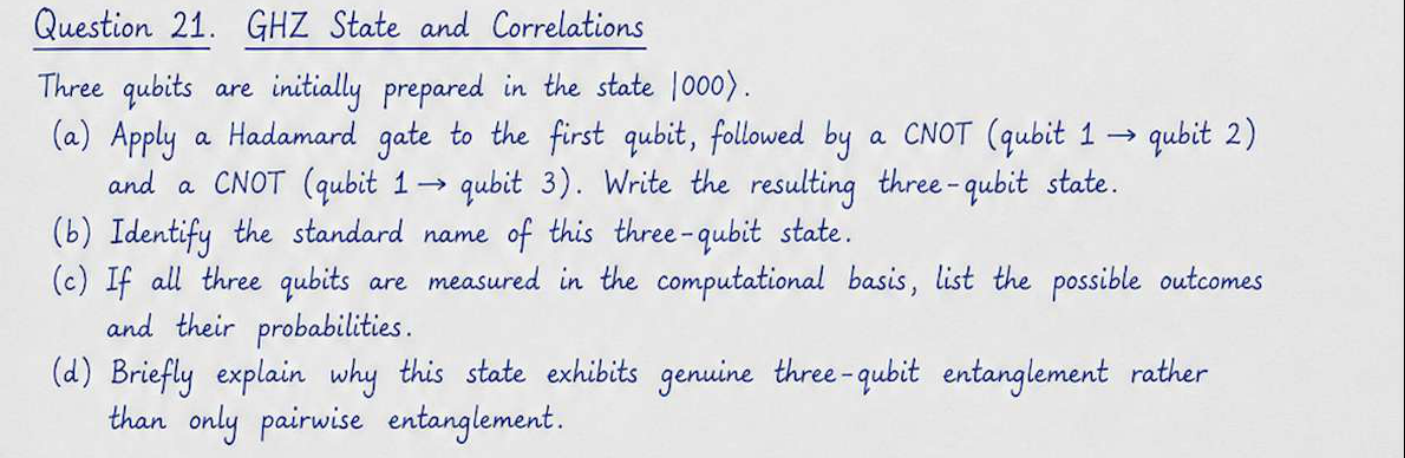 Question 21. GHZ State and Correlations
Three qubits are initially prepared in the state |000⟩.
(a) Apply a Hadamard gate to the first qubit, followed by a CNOT (qubit 1 → qubit 2)
and a CNOT (qubit 1 → qubit 3). Write the resulting three-qubit state.
(b) Identify the standard name of this three-qubit state.
(c) If all three qubits are measured in the computational basis, list the possible outcomes
and their probabilities.
(d) Briefly explain why this state exhibits genuine three-qubit entanglement rather
than only pairwise entanglement.